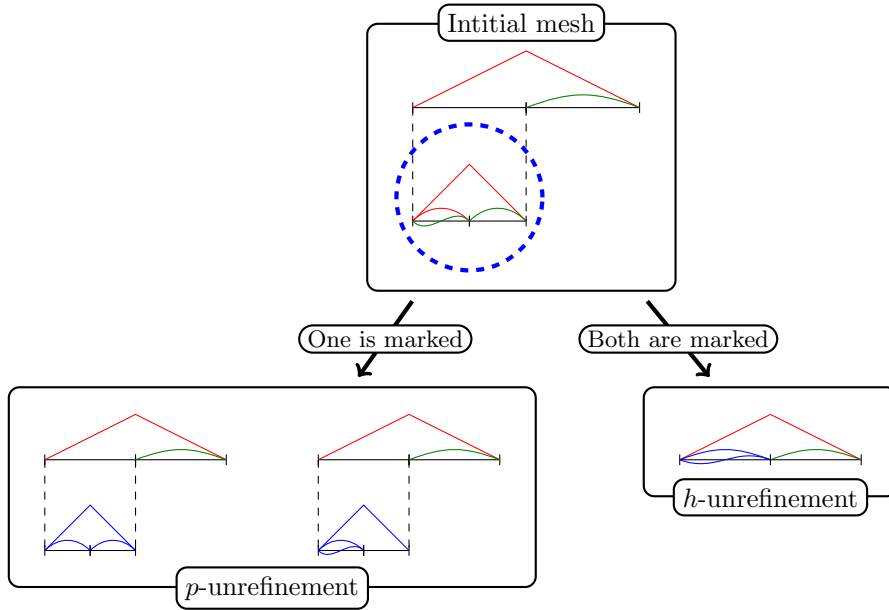 Intitial mesh
One is marked
Both are marked
h-unrefinement
p-unrefinement